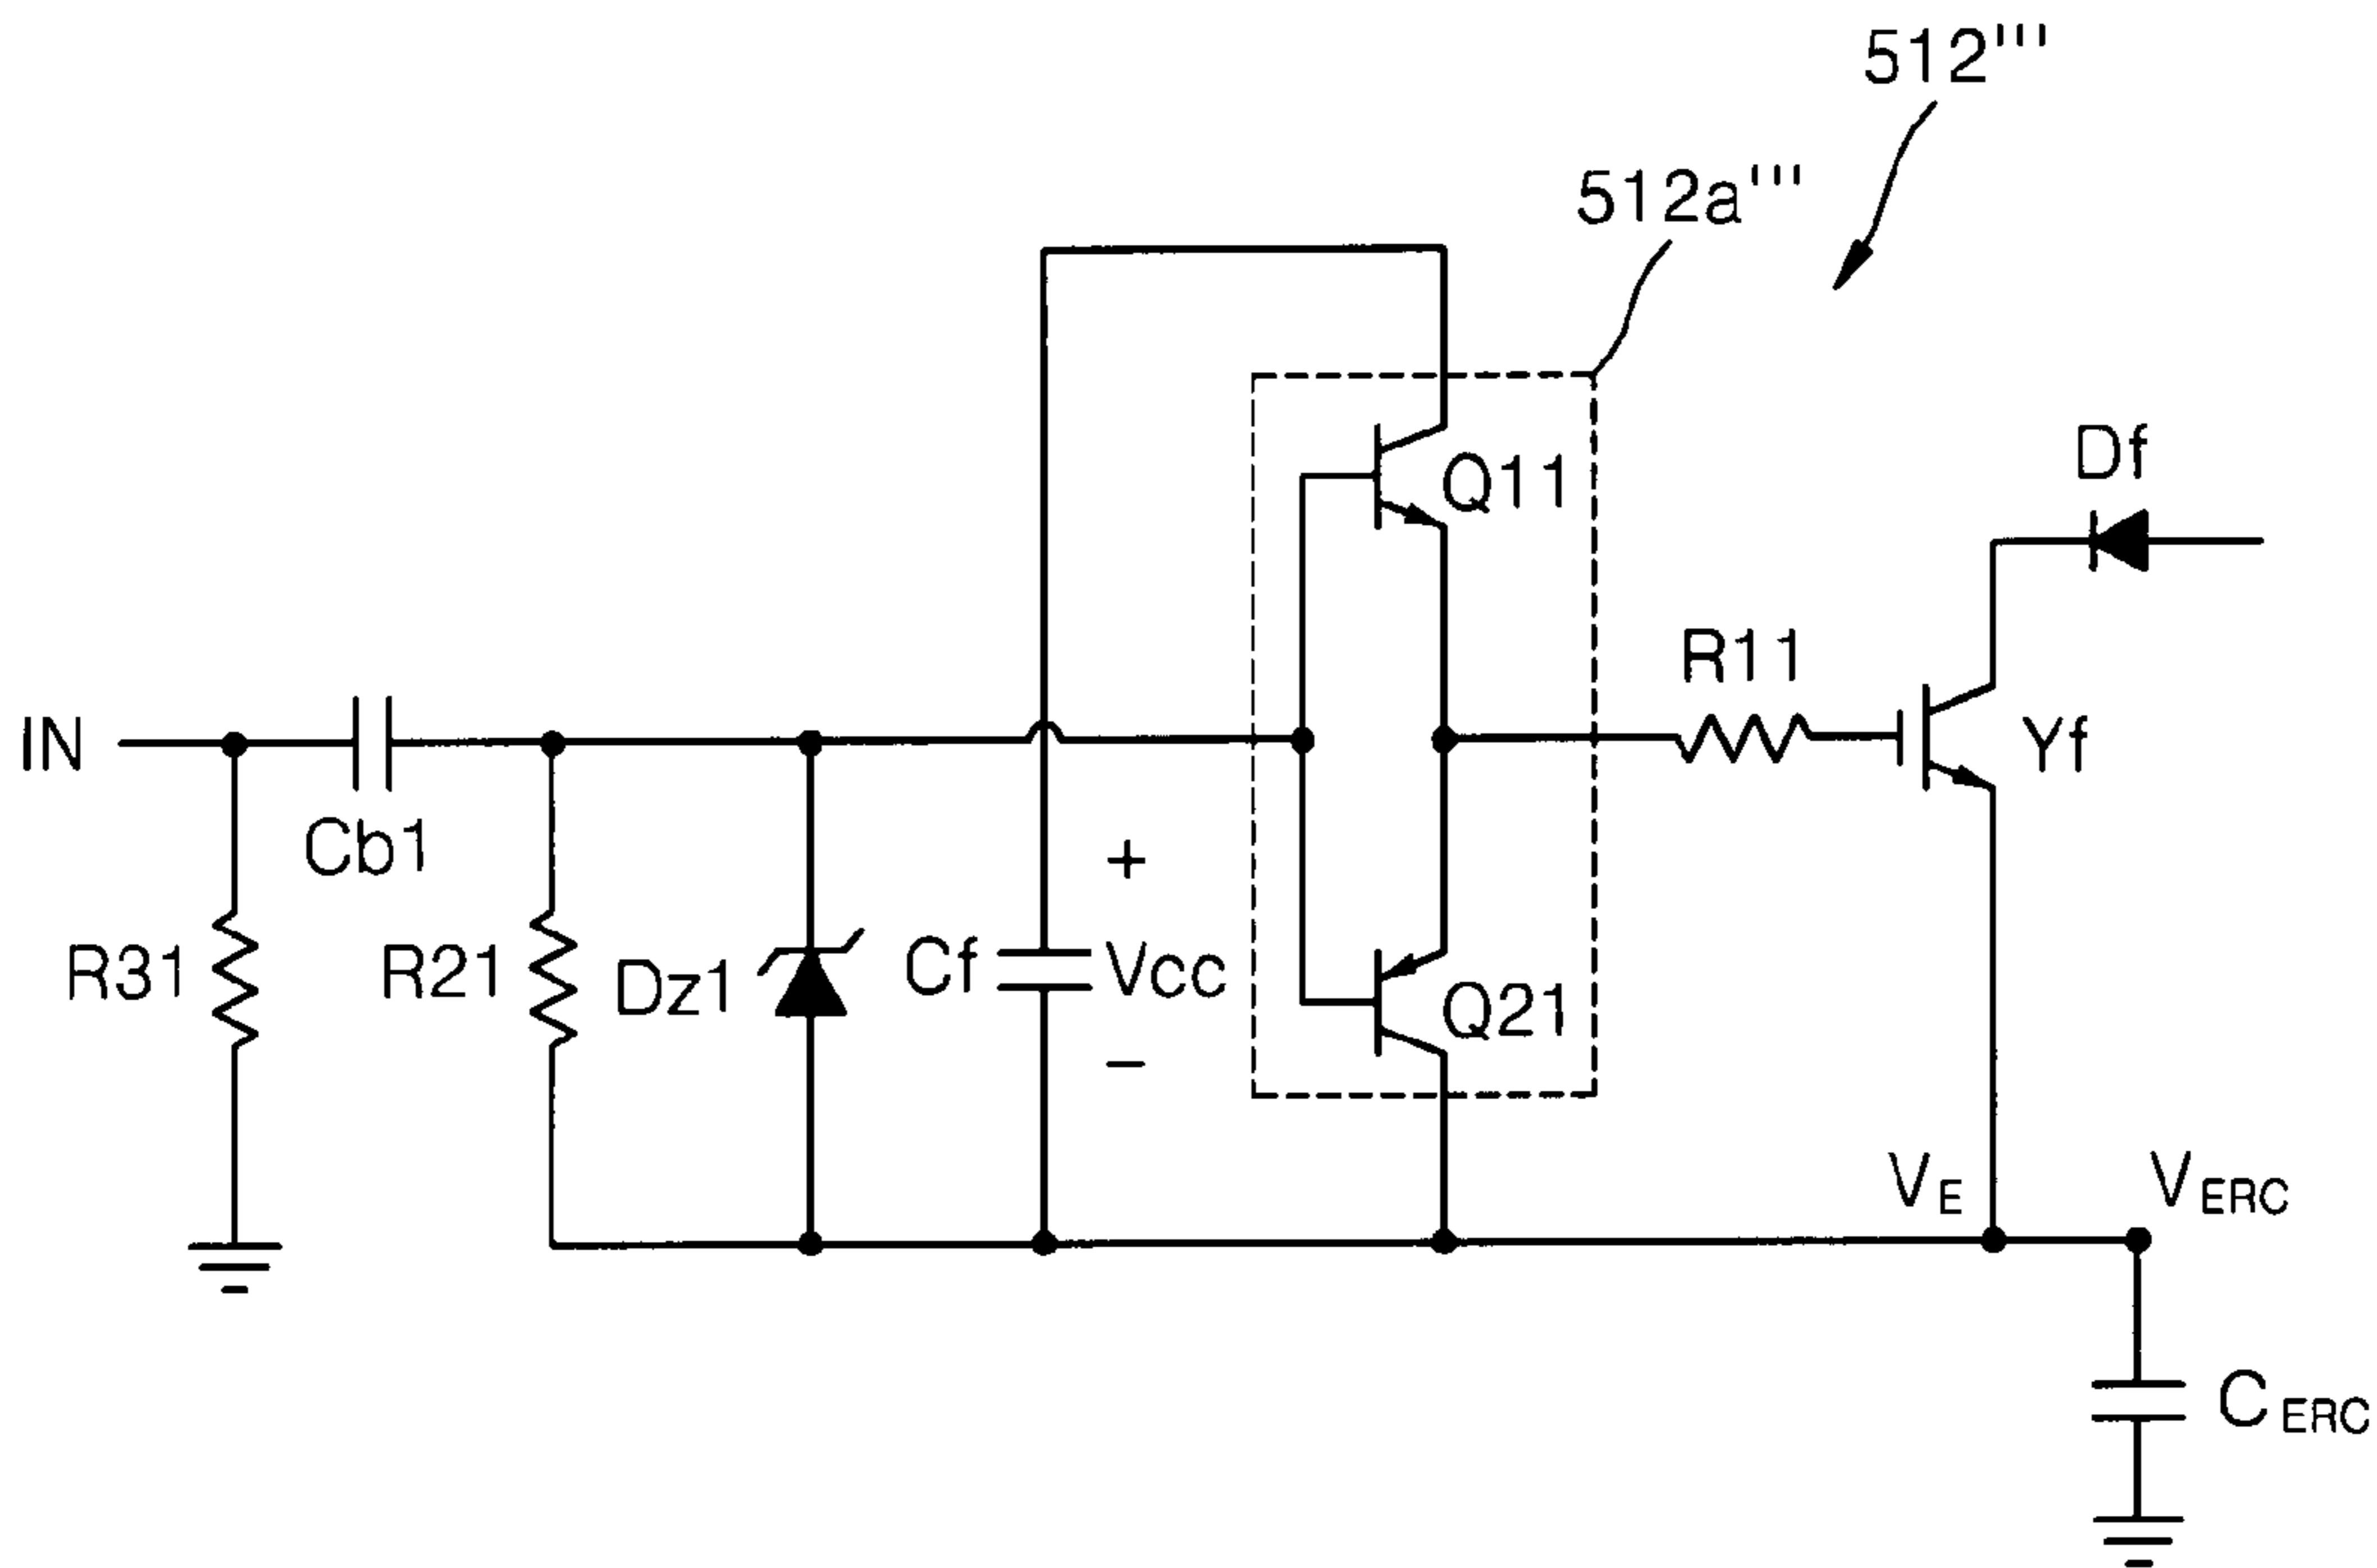 512'''
512a'''
Q11
Df
R11
IN
Yf
Cb1
+
R31
R21
Dz1
Cf
Vcc
Q21
−
VE
VERC
CERC